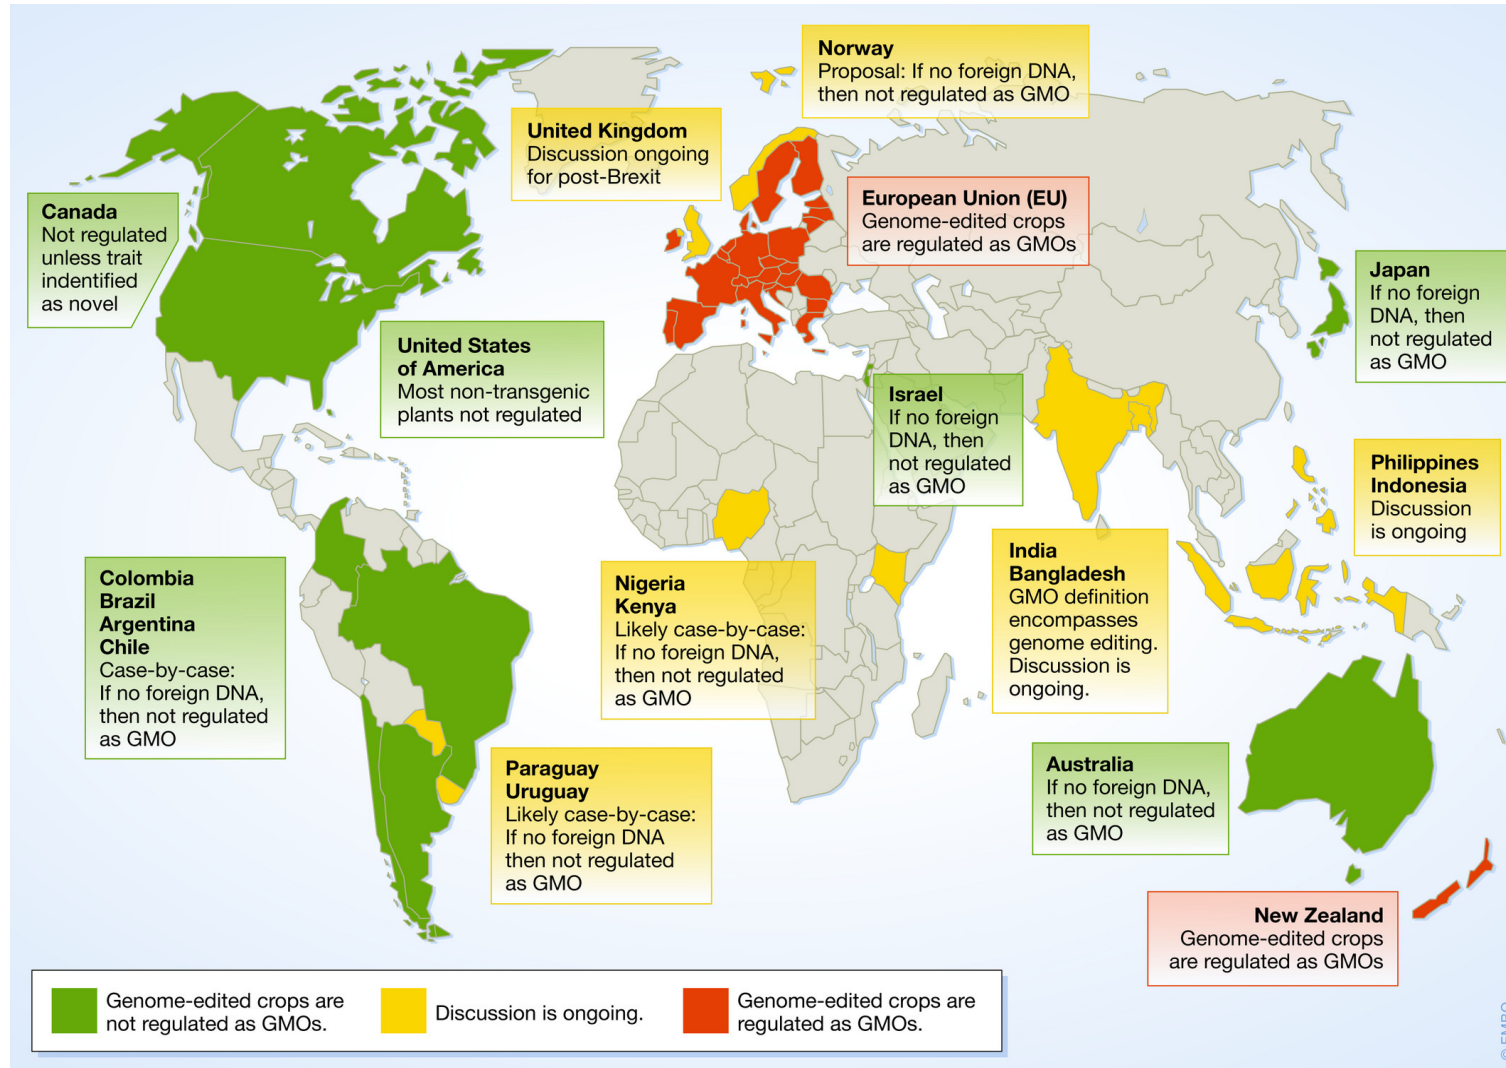 Norway
Proposal: If no foreign DNA,
then not regulated as GMO
United Kingdom
Discussion ongoing
for post-Brexit
European Union (EU)
Genome-edited crops
are regulated as GMOs
Canada
Not regulated
unless trait
indentified
as novel
United States
of America
Most non-transgenic
plants not regulated
Japan
If no foreign
DNA, then
not regulated
as GMO
Israel
If no foreign
DNA, then
not regulated
as GMO
Philippines
Indonesia
Discussion
is ongoing
Colombia
Brazil
Argentina
Chile
Case-by-case:
If no foreign DNA,
then not regulated
as GMO
Nigeria
Kenya
Likely case-by-case:
If no foreign DNA,
then not regulated
as GMO
India
Bangladesh
GMO definition
encompasses
genome editing.
Discussion is
ongoing.
Paraguay
Uruguay
Likely case-by-case:
If no foreign DNA
then not regulated
as GMO
Australia
If no foreign DNA,
then not regulated
as GMO
New Zealand
Genome-edited crops
are regulated as GMOs
Genome-edited crops are
not regulated as GMOs.
Discussion is ongoing.
Genome-edited crops are
regulated as GMOs.
© EMBO